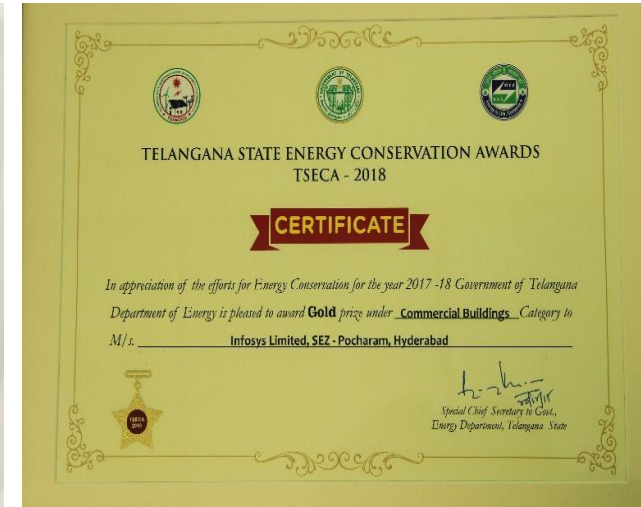 TELANGANA STATE ENERGY CONSERVATION AWARDS
TSECA - 2018
CERTIFICATE
In appreciation of the efforts for Energy Conservation for the year 2017 -18 Government of Telangana
Department of Energy is pleased to award Gold prize under Commercial Buildings Category to
M/s. Infosys Limited, SEZ - Pocharam, Hyderabad
TSECA
2018
Special Chief Secretary to Govt.,
Energy Department, Telangana State